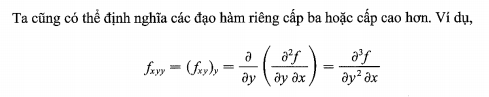 Ta cũng có thể định nghĩa các đạo hàm riêng cấp ba hoặc cấp cao hơn. Ví dụ,
f_{xyy} = (f_{xy})_y = ∂/∂y (∂²f/∂y ∂x) = ∂³f/∂y² ∂x